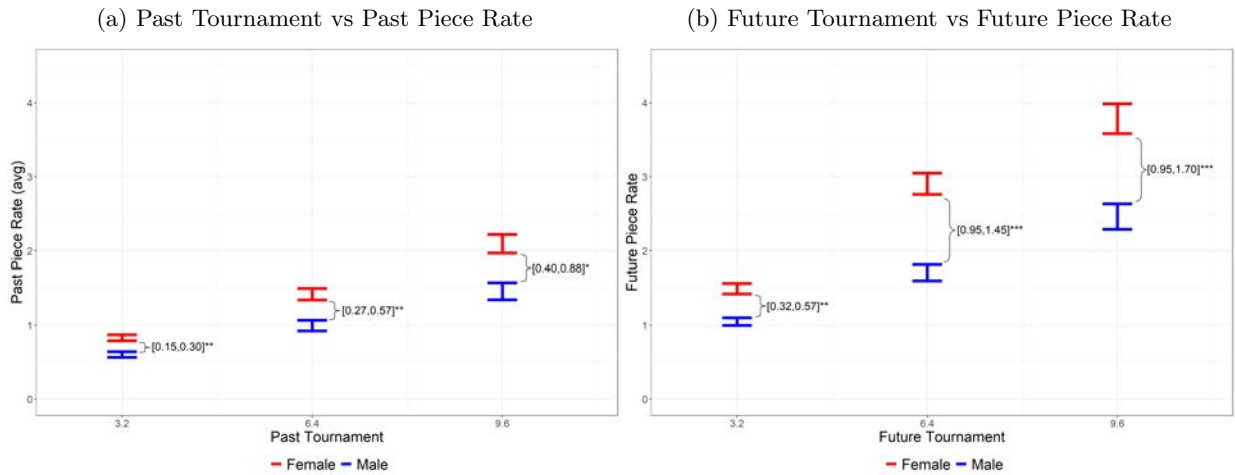 (a) Past Tournament vs Past Piece Rate
Past Piece Rate (avg)
4
3
2
1
0
[0.15,0.30]**
[0.27,0.57]**
[0.40,0.88]*
3.2 6.4 9.6
Past Tournament
Female Male
(b) Future Tournament vs Future Piece Rate
Future Piece Rate
4
3
2
1
0
[0.32,0.57]**
[0.95,1.45]***
[0.95,1.70]***
3.2 6.4 9.6
Future Tournament
Female Male